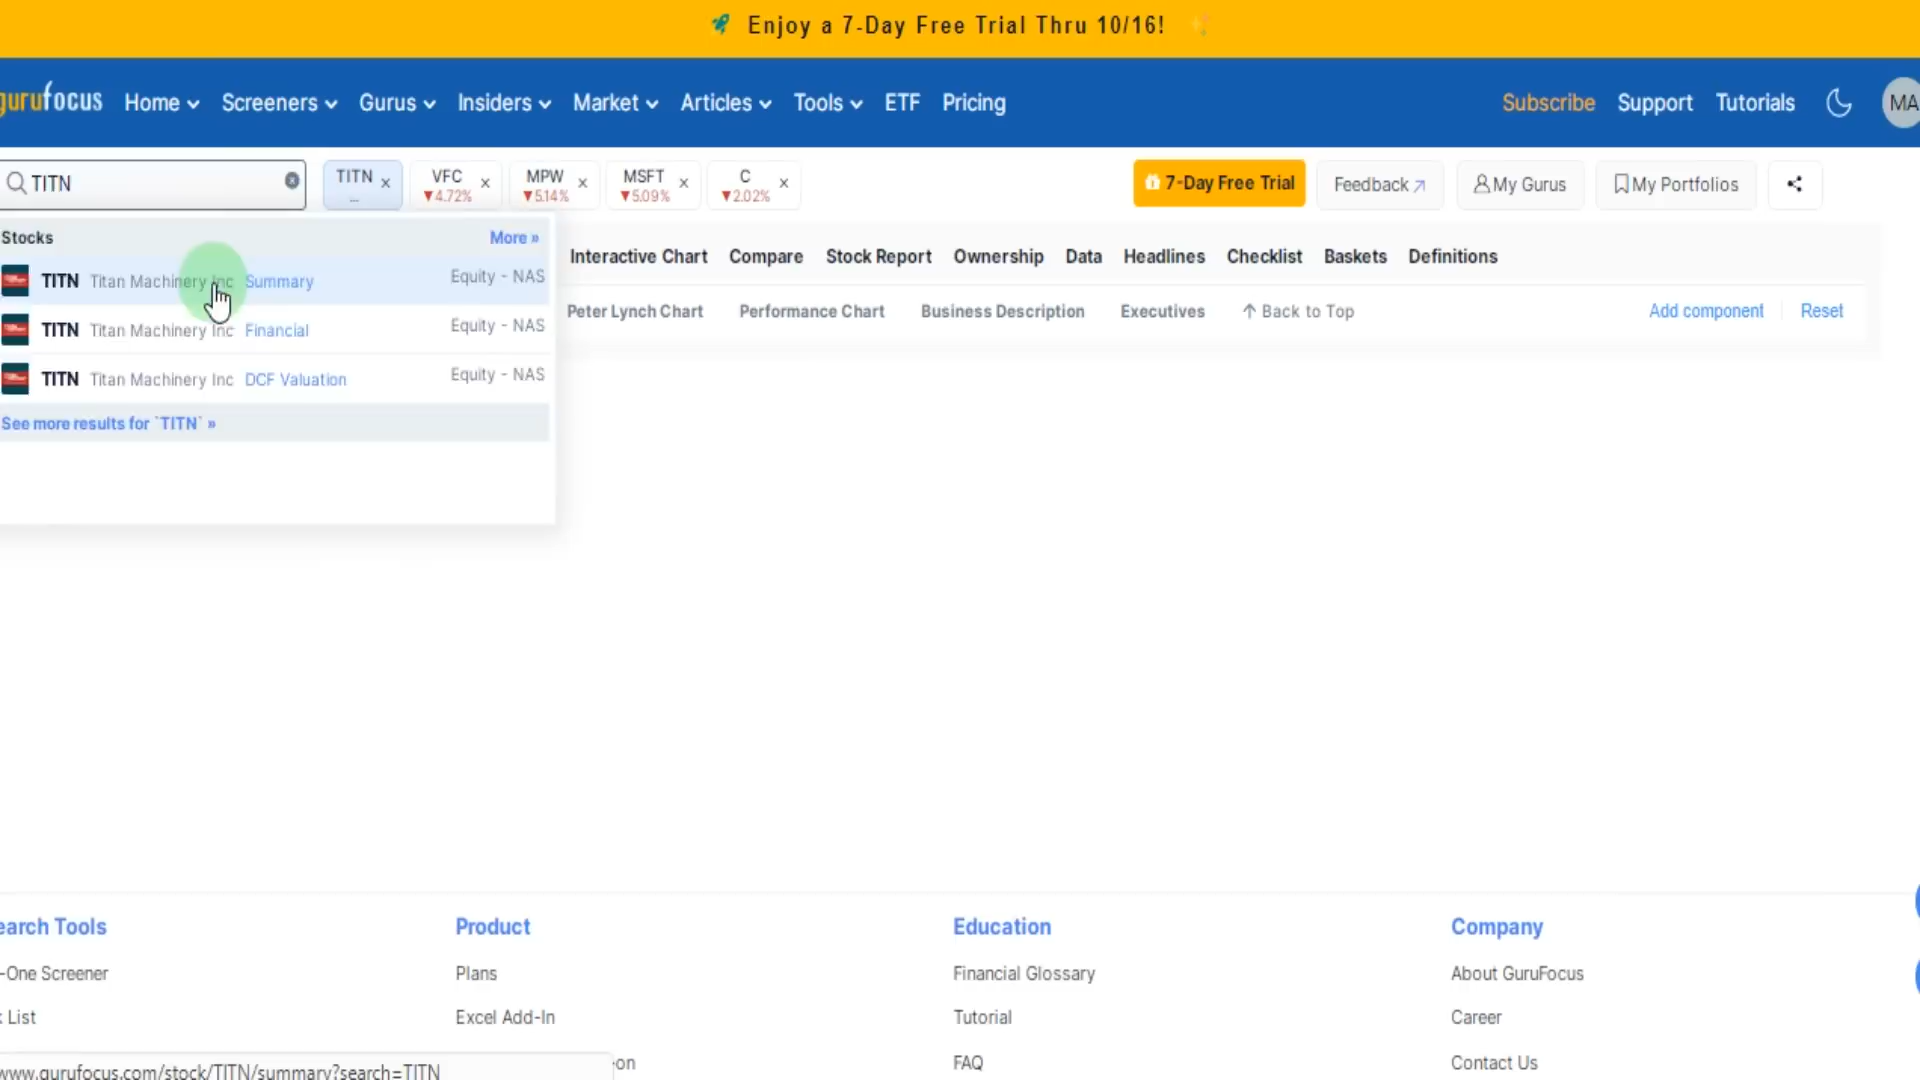 Enjoy a 7-Day Free Trial Thru 10/16!
gurufocus Home Screeners Gurus Insiders Market Articles Tools ETF Pricing Subscribe Support Tutorials MA
TITN TITN × ... VFC × ▼4.72% MPW × ▼5.14% MSFT × ▼5.09% C × ▼2.02% 7-Day Free Trial Feedback My Gurus My Portfolios
Stocks More »
Interactive Chart Compare Stock Report Ownership Data Headlines Checklist Baskets Definitions
TITN Titan Machinery Inc Summary Equity - NAS
Peter Lynch Chart Performance Chart Business Description Executives ↑ Back to Top Add component Reset
TITN Titan Machinery Inc Financial Equity - NAS
TITN Titan Machinery Inc DCF Valuation Equity - NAS
See more results for `TITN` »
earch Tools Product Education Company
-One Screener Plans Financial Glossary About GuruFocus
List Excel Add-In Tutorial Career
-on FAQ Contact Us
www.gurufocus.com/stock/TITN/summary?search=TITN